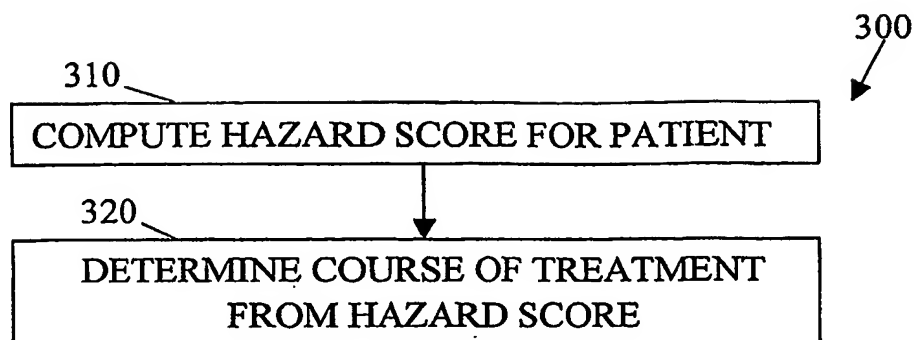 300
310
COMPUTE HAZARD SCORE FOR PATIENT
320
DETERMINE COURSE OF TREATMENT
FROM HAZARD SCORE